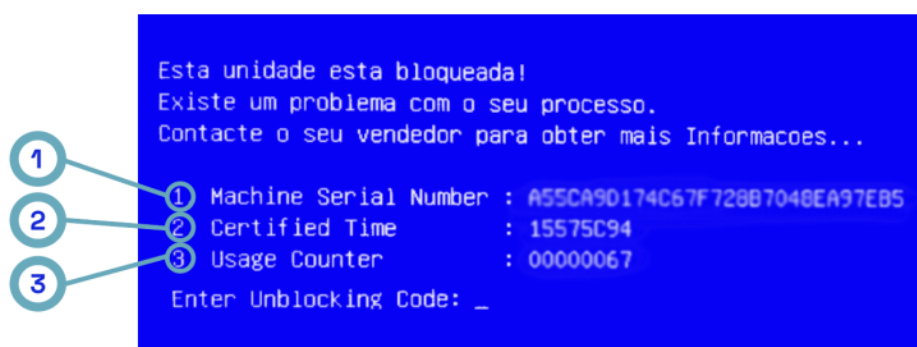 Esta unidade esta bloqueada!
Existe um problema com o seu processo.
Contacte o seu vendedor para obter mais Informacoes...
1
1 Machine Serial Number : A55CA9D174C67F728B7048EA97EB5
2
2 Certified Time : 15575C94
3
3 Usage Counter : 00000067
Enter Unblocking Code: _